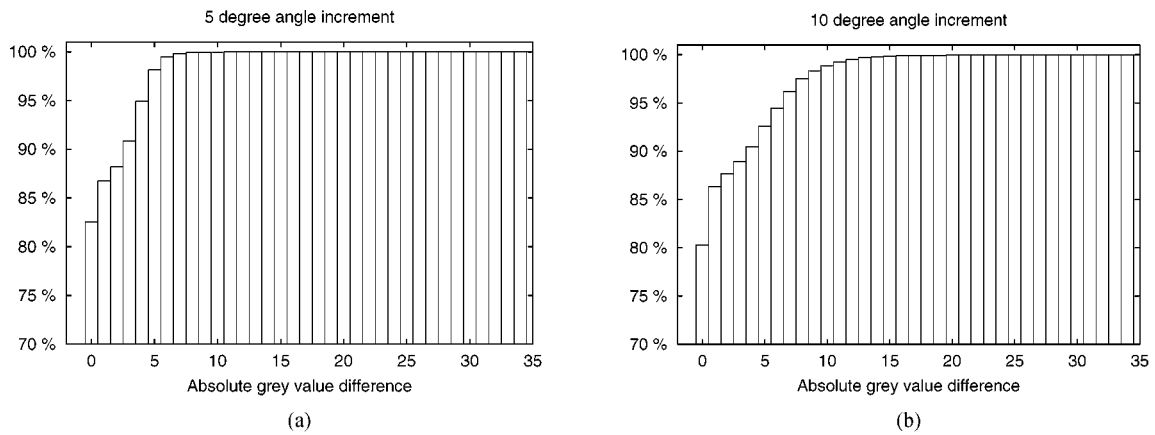 5 degree angle increment
100 %
95 %
90 %
85 %
80 %
75 %
70 %
0 5 10 15 20 25 30 35
Absolute grey value difference
(a)
10 degree angle increment
100 %
95 %
90 %
85 %
80 %
75 %
70 %
0 5 10 15 20 25 30 35
Absolute grey value difference
(b)